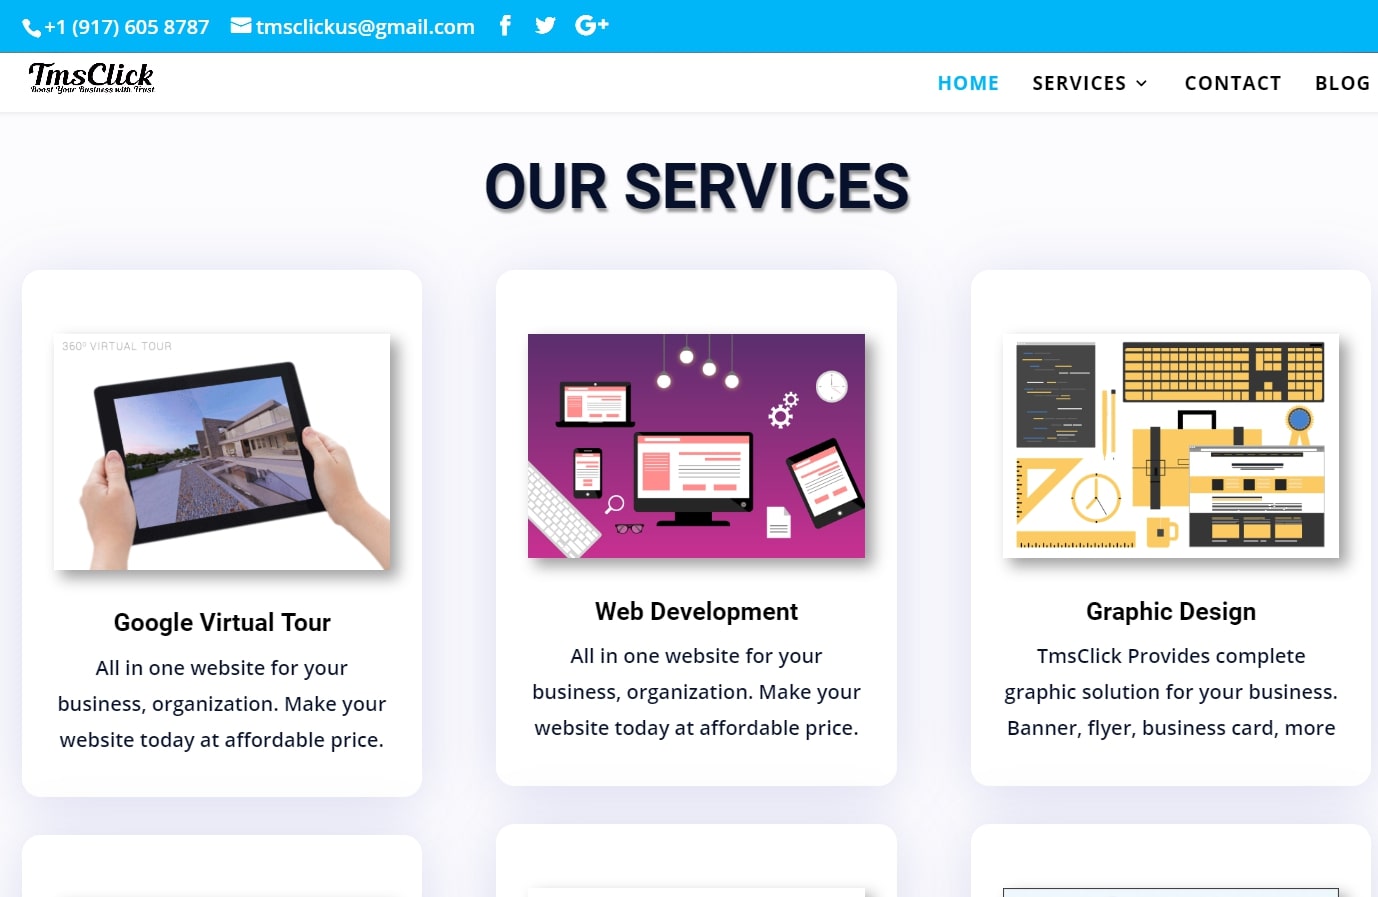 +1 (917) 605 8787 tmsclickus@gmail.com
TmsClick
Boost Your Business with Trust
HOME SERVICES CONTACT BLOG
OUR SERVICES
360º VIRTUAL TOUR
Google Virtual Tour
All in one website for your
business, organization. Make your
website today at affordable price.
Web Development
All in one website for your
business, organization. Make your
website today at affordable price.
Graphic Design
TmsClick Provides complete
graphic solution for your business.
Banner, flyer, business card, more